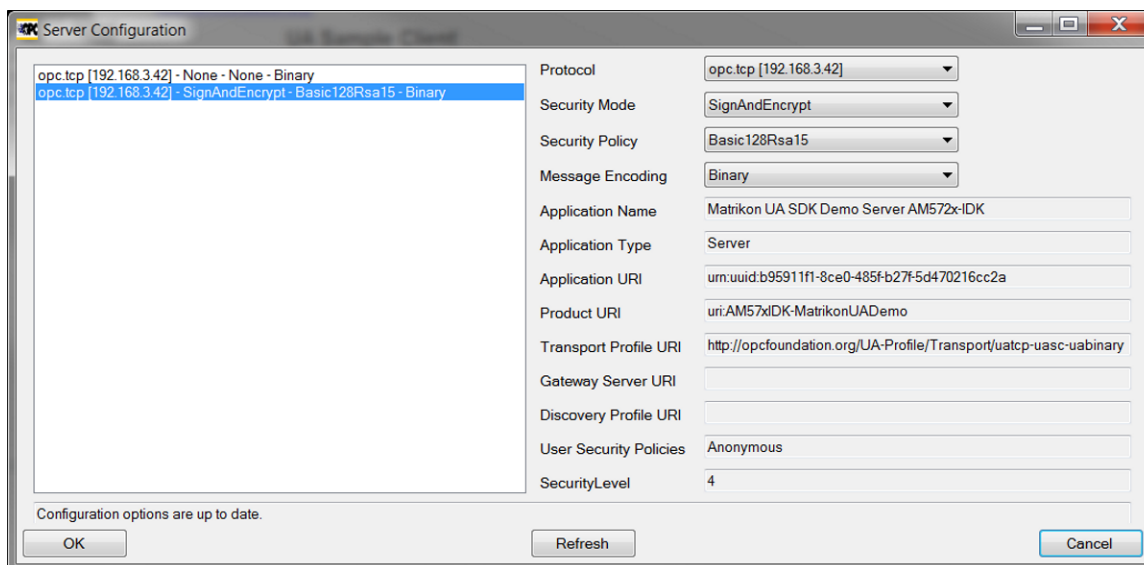 OPC Server Configuration
UA Sample Client
opc.tcp [192.168.3.42] - None - None - Binary
opc.tcp [192.168.3.42] - SignAndEncrypt - Basic128Rsa15 - Binary
Protocol opc.tcp [192.168.3.42]
Security Mode SignAndEncrypt
Security Policy Basic128Rsa15
Message Encoding Binary
Application Name Matrikon UA SDK Demo Server AM572x-IDK
Application Type Server
Application URI urn:uuid:b95911f1-8ce0-485f-b27f-5d470216cc2a
Product URI uri:AM57xIDK-MatrikonUADemo
Transport Profile URI http://opcfoundation.org/UA-Profile/Transport/uatcp-uasc-uabinary
Gateway Server URI
Discovery Profile URI
User Security Policies Anonymous
SecurityLevel 4
Configuration options are up to date.
OK Refresh Cancel